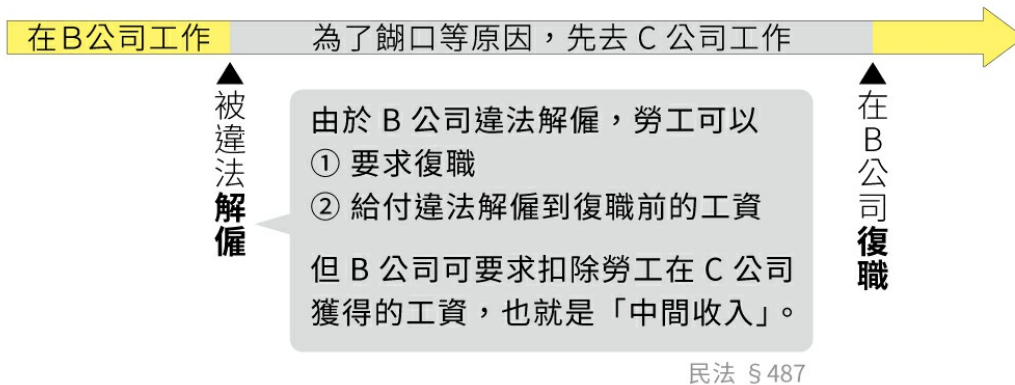 在B公司工作
為了餬口等原因，先去 C 公司工作
▲被違法解僱
由於 B 公司違法解僱，勞工可以
① 要求復職
② 給付違法解僱到復職前的工資
但 B 公司可要求扣除勞工在 C 公司
獲得的工資，也就是「中間收入」。
▲在B公司復職
民法 §487